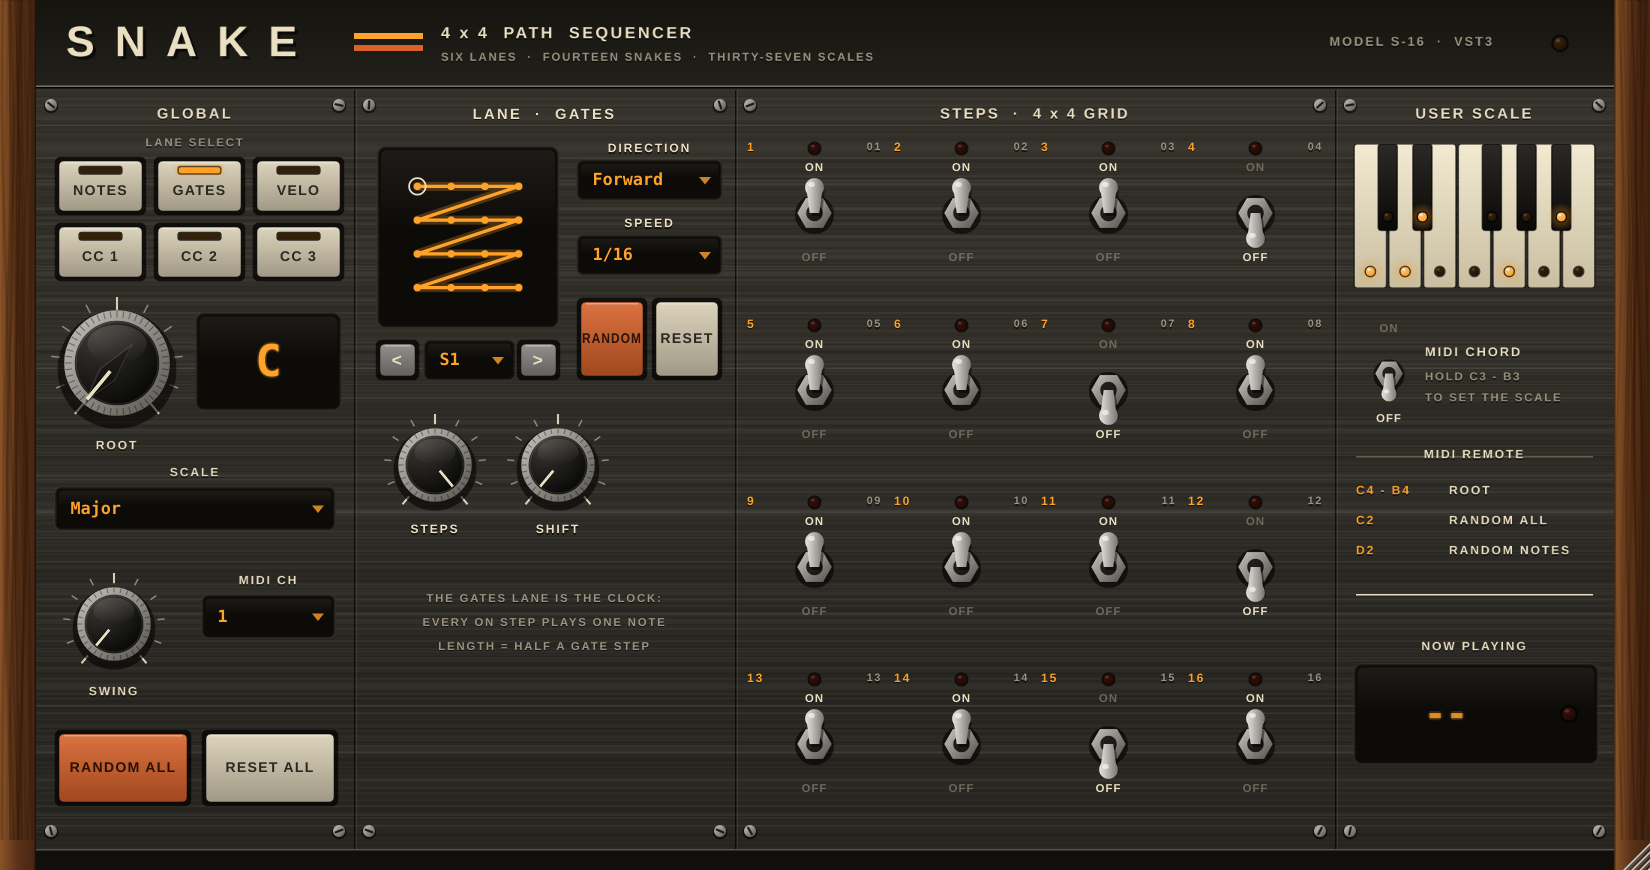 SNAKE
4 x 4 PATH SEQUENCER
SIX LANES · FOURTEEN SNAKES · THIRTY-SEVEN SCALES
MODEL S-16 · VST3
GLOBAL
LANE SELECT
NOTES GATES VELO
CC 1 CC 2 CC 3
C
ROOT
SCALE
Major
MIDI CH
1
SWING
RANDOM ALL RESET ALL
LANE · GATES
DIRECTION
Forward
SPEED
1/16
RANDOM RESET
< S1 >
STEPS SHIFT
THE GATES LANE IS THE CLOCK:
EVERY ON STEP PLAYS ONE NOTE
LENGTH = HALF A GATE STEP
STEPS · 4 x 4 GRID
1 01 2 02 3 03 4 04
ON ON ON ON
OFF OFF OFF OFF
5 05 6 06 7 07 8 08
ON ON ON ON
OFF OFF OFF OFF
9 09 10 10 11 11 12 12
ON ON ON ON
OFF OFF OFF OFF
13 13 14 14 15 15 16 16
ON ON ON ON
OFF OFF OFF OFF
USER SCALE
ON
MIDI CHORD
HOLD C3 - B3
TO SET THE SCALE
OFF
MIDI REMOTE
C4 - B4 ROOT
C2 RANDOM ALL
D2 RANDOM NOTES
NOW PLAYING
--